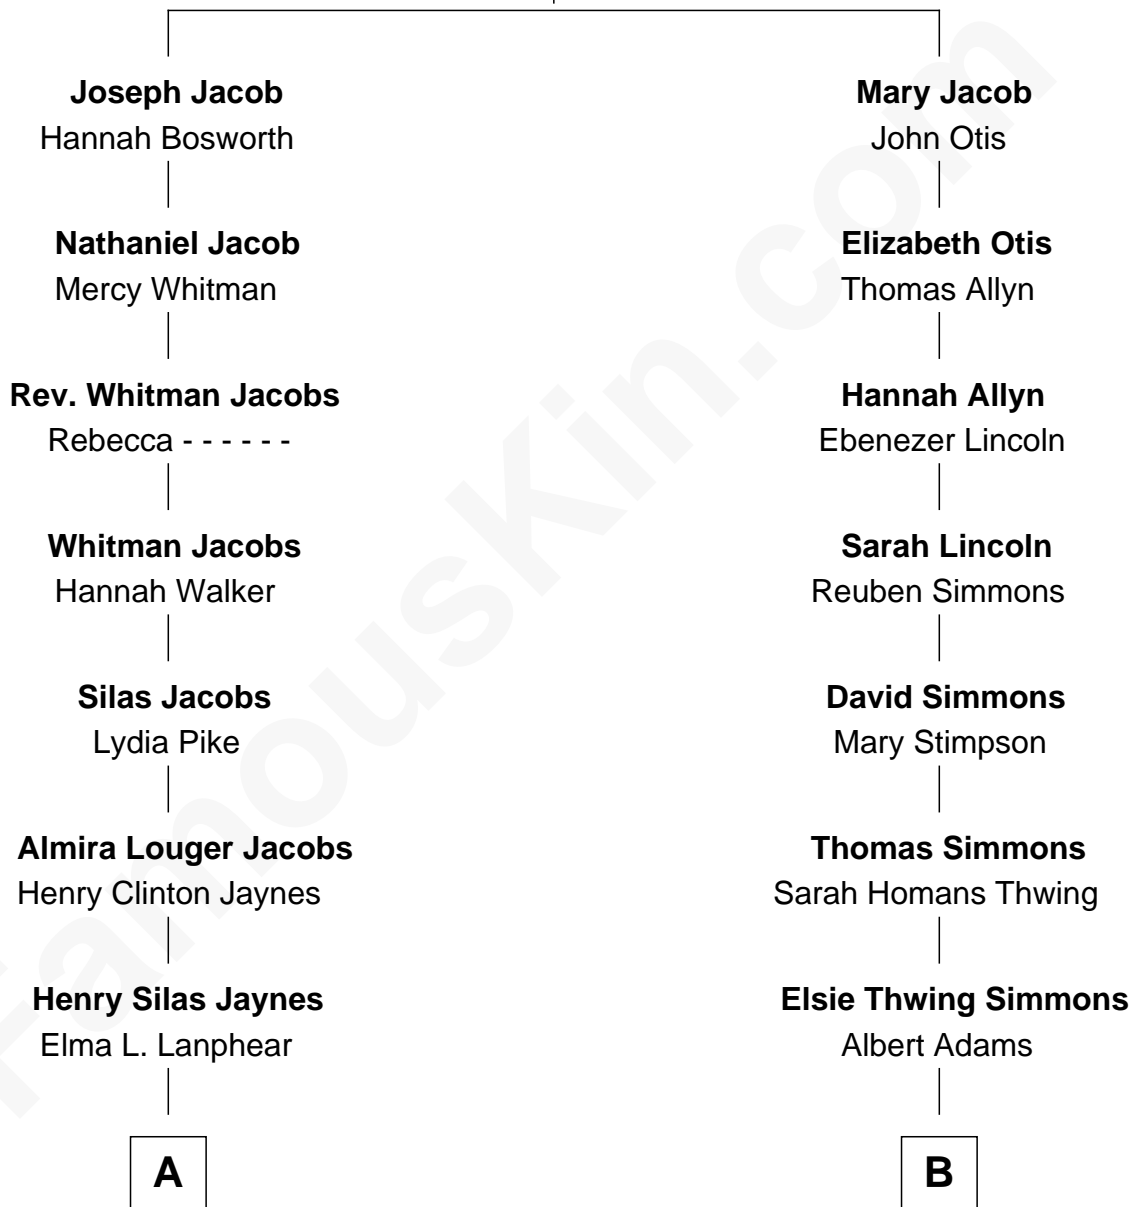 Joseph Jacob
Hannah Bosworth
Nathaniel Jacob
Mercy Whitman
Rev. Whitman Jacobs
Rebecca - - - - - -
Whitman Jacobs
Hannah Walker
Silas Jacobs
Lydia Pike
Almira Louger Jacobs
Henry Clinton Jaynes
Henry Silas Jaynes
Elma L. Lanphear
A
Mary Jacob
John Otis
Elizabeth Otis
Thomas Allyn
Hannah Allyn
Ebenezer Lincoln
Sarah Lincoln
Reuben Simmons
David Simmons
Mary Stimpson
Thomas Simmons
Sarah Homans Thwing
Elsie Thwing Simmons
Albert Adams
B
FamousKin.com